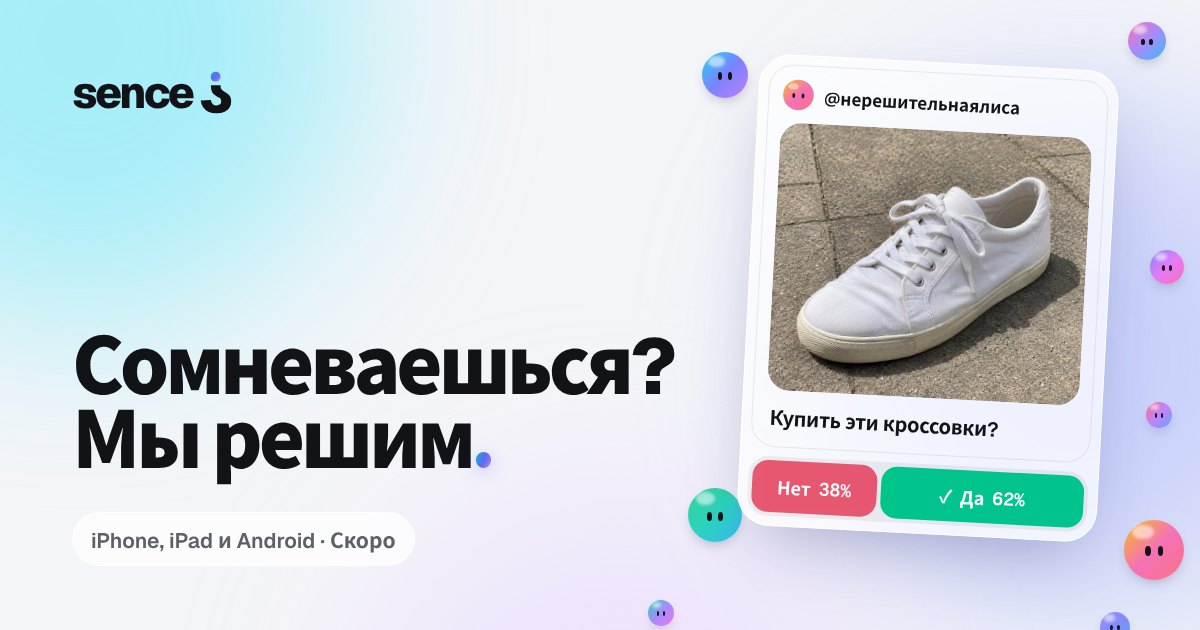 sence
Сомневаешься?
Мы решим.
iPhone, iPad и Android · Скоро
@нерешительнаялиса
Купить эти кроссовки?
Нет 38%
✓ Да 62%